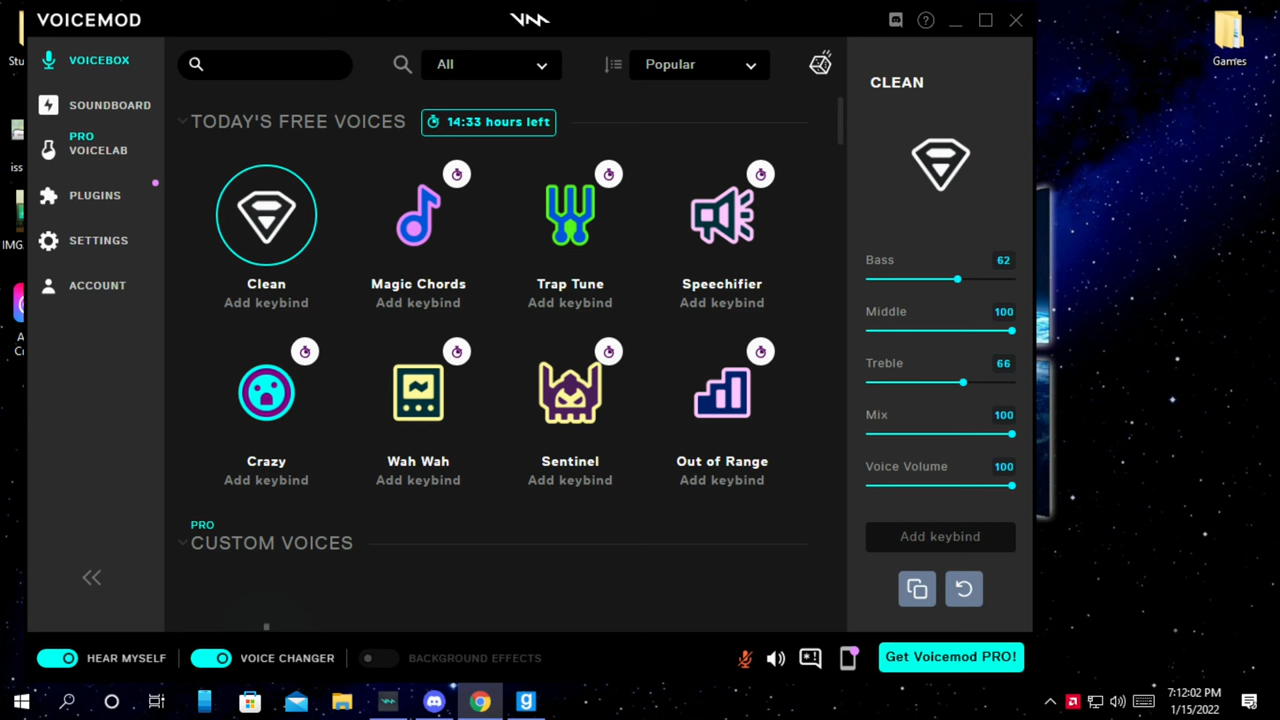 VOICEMOD
VOICEBOX
SOUNDBOARD
PRO
VOICELAB
PLUGINS
SETTINGS
ACCOUNT
All
Popular
TODAY'S FREE VOICES
14:33 hours left
Clean
Add keybind
Magic Chords
Add keybind
Trap Tune
Add keybind
Speechifier
Add keybind
Crazy
Add keybind
Wah Wah
Add keybind
Sentinel
Add keybind
Out of Range
Add keybind
PRO
CUSTOM VOICES
CLEAN
Bass 62
Middle 100
Treble 66
Mix 100
Voice Volume 100
Add keybind
HEAR MYSELF
VOICE CHANGER
BACKGROUND EFFECTS
Get Voicemod PRO!
Games
Stu
iss
IMG
A
Cr
7:12:02 PM
1/15/2022